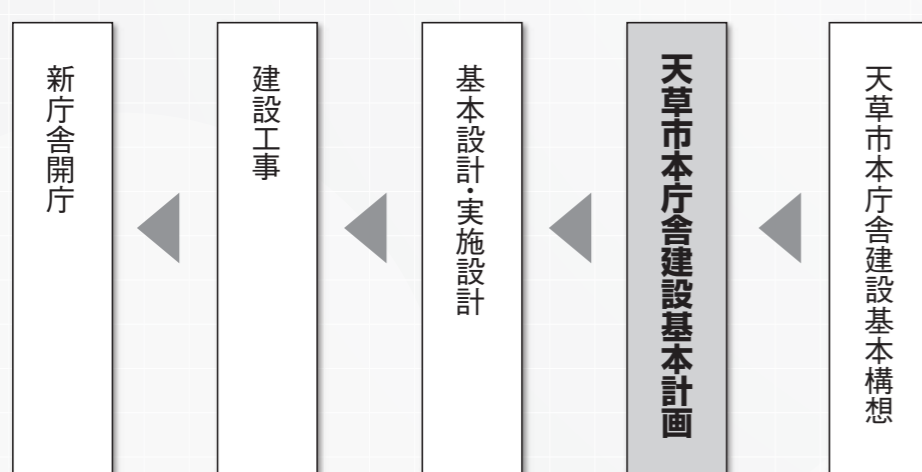 天草市本庁舎建設基本構想
天草市本庁舎建設基本計画
基本設計・実施設計
建設工事
新庁舎開庁